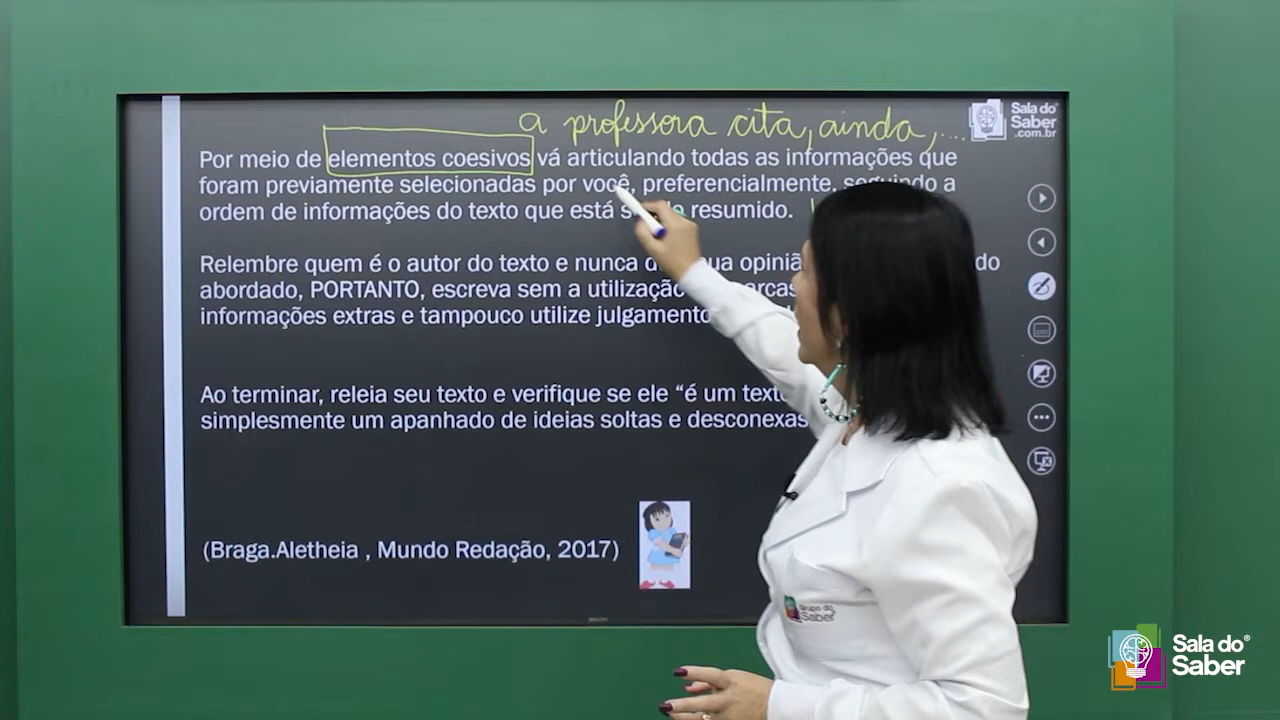 a professora cita, ainda, ....
Sala do
Saber
.com.br
Por meio de elementos coesivos vá articulando todas as informações que
foram previamente selecionadas por você, preferencialmente, seguindo a
ordem de informações do texto que está resumido.
Relembre quem é o autor do texto e nunca opinião do
abordado, PORTANTO, escreva sem a utilização
informações extras e tampouco utilize julgamento
Ao terminar, releia seu texto e verifique se ele “é um texto
simplesmente um apanhado de ideias soltas e desconexas
(Braga.Aletheia , Mundo Redação, 2017)
Grupo do
Saber
Sala do®
Saber